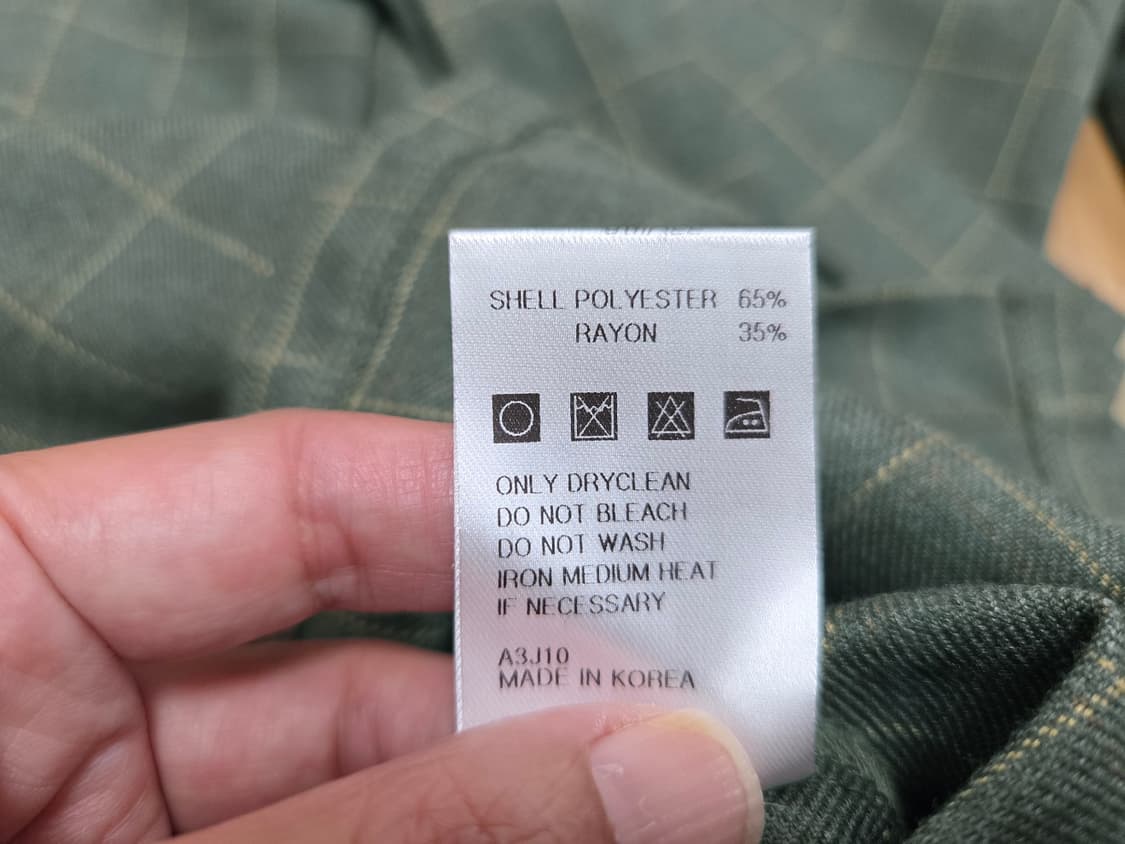 SHELL POLYESTER 65%
RAYON 35%
ONLY DRYCLEAN
DO NOT BLEACH
DO NOT WASH
IRON MEDIUM HEAT
IF NECESSARY
A3J10
MADE IN KOREA